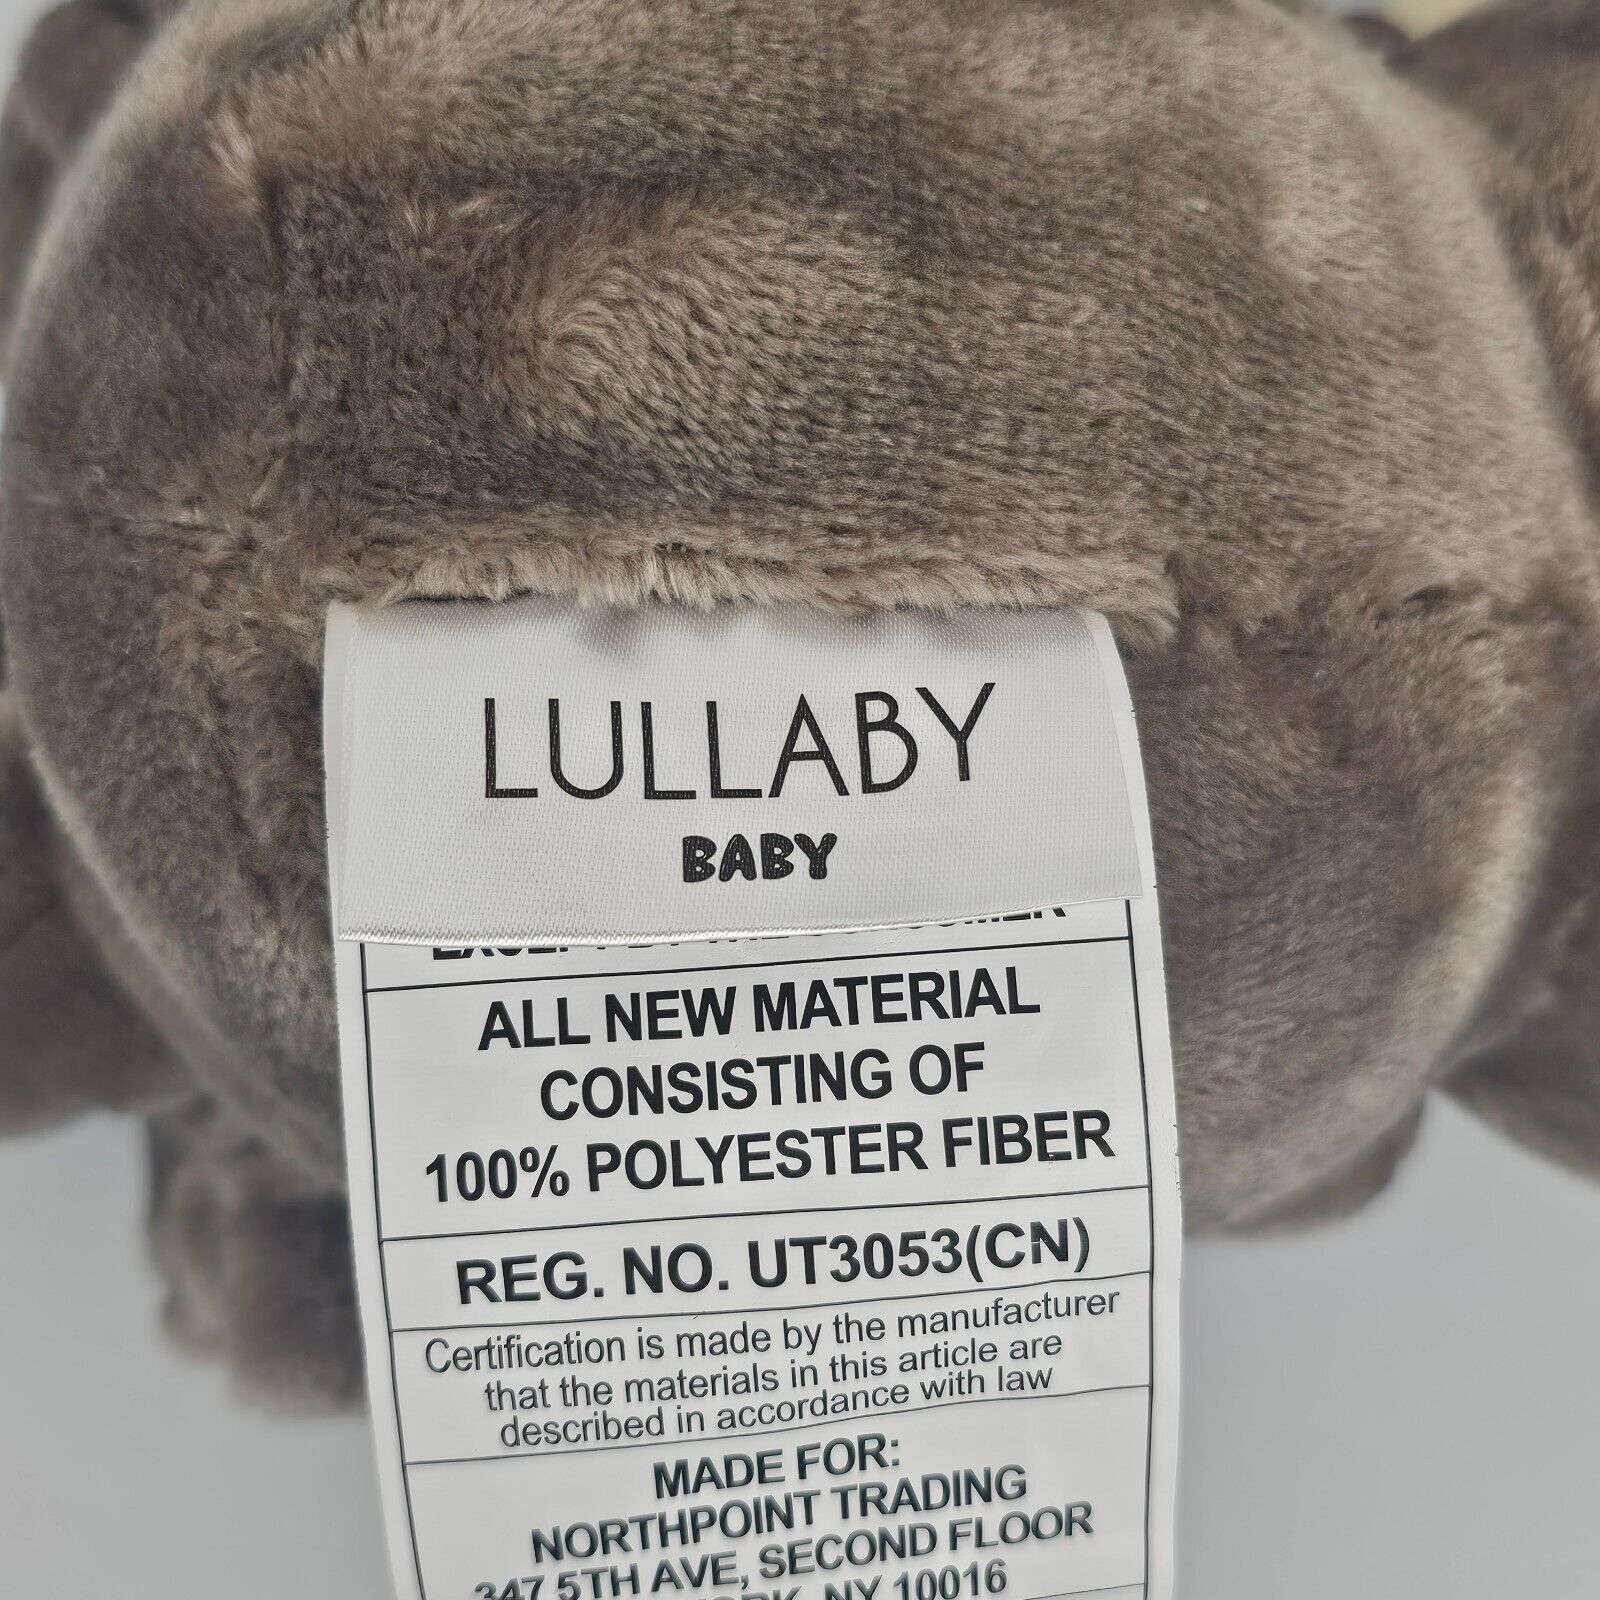 LULLABY
BABY
ALL NEW MATERIAL
CONSISTING OF
100% POLYESTER FIBER
REG. NO. UT3053(CN)
Certification is made by the manufacturer
that the materials in this article are
described in accordance with law
MADE FOR:
NORTHPOINT TRADING
347 5TH AVE, SECOND FLOOR
NY 10016